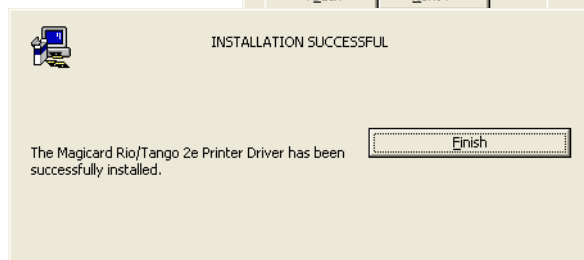 INSTALLATION SUCCESSFUL
The Magicard Rio/Tango 2e Printer Driver has been
successfully installed.
Finish